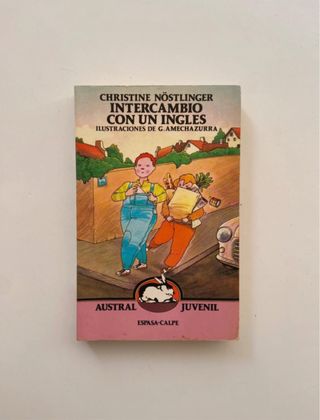 CHRISTINE NÖSTLINGER
INTERCAMBIO
CON UN INGLES
ILUSTRACIONES DE G. AMECHAZURRA
AUSTRAL JUVENIL
ESPASA-CALPE